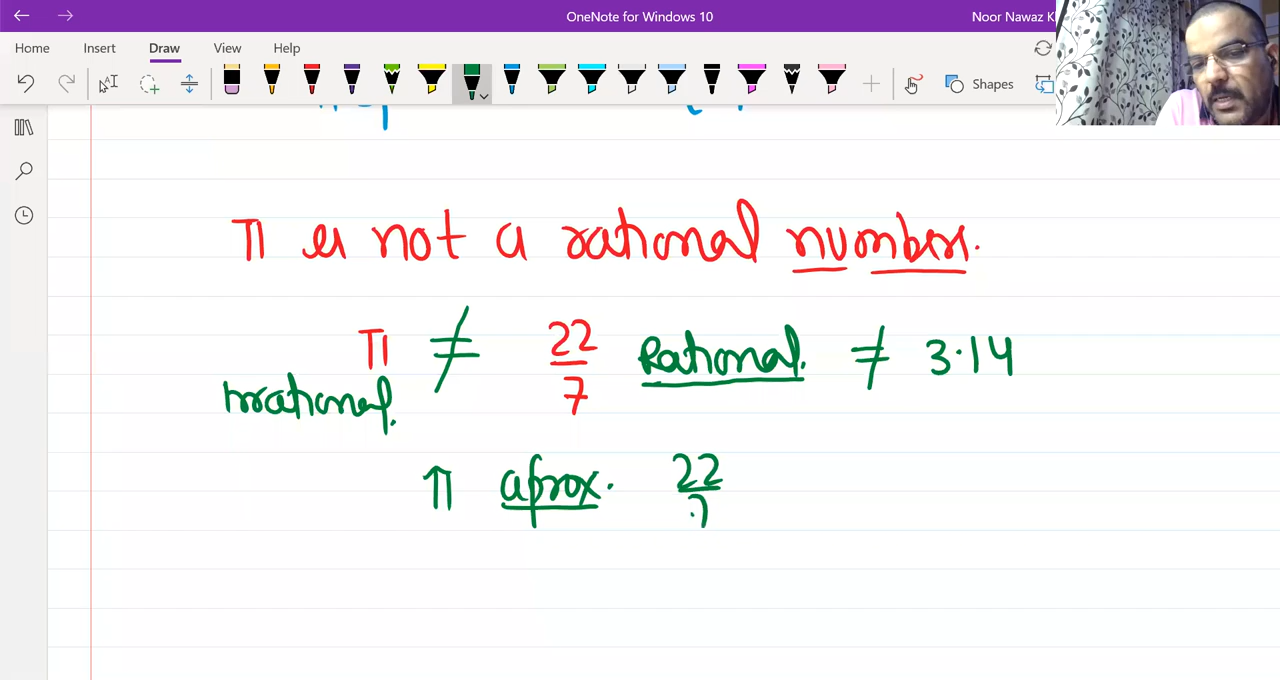 OneNote for Windows 10
Noor Nawaz K
Home Insert Draw View Help
Shapes
π is not a rational number.
π ≠ 22/7 Rational. ≠ 3·14
Irrational.
π aprox. 22/7